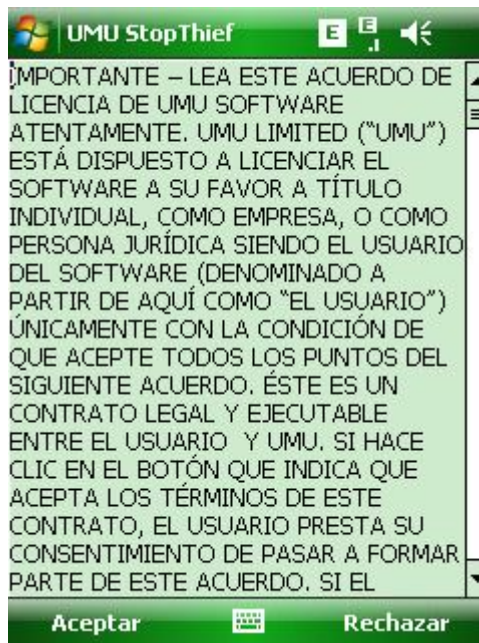 UMU StopThief
E
E
IMPORTANTE – LEA ESTE ACUERDO DE
LICENCIA DE UMU SOFTWARE
ATENTAMENTE. UMU LIMITED (“UMU”)
ESTÁ DISPUESTO A LICENCIAR EL
SOFTWARE A SU FAVOR A TÍTULO
INDIVIDUAL, COMO EMPRESA, O COMO
PERSONA JURÍDICA SIENDO EL USUARIO
DEL SOFTWARE (DENOMINADO A
PARTIR DE AQUÍ COMO “EL USUARIO”)
ÚNICAMENTE CON LA CONDICIÓN DE
QUE ACEPTE TODOS LOS PUNTOS DEL
SIGUIENTE ACUERDO. ÉSTE ES UN
CONTRATO LEGAL Y EJECUTABLE
ENTRE EL USUARIO  Y UMU. SI HACE
CLIC EN EL BOTÓN QUE INDICA QUE
ACEPTA LOS TÉRMINOS DE ESTE
CONTRATO, EL USUARIO PRESTA SU
CONSENTIMIENTO DE PASAR A FORMAR
PARTE DE ESTE ACUERDO. SI EL
Aceptar
Rechazar